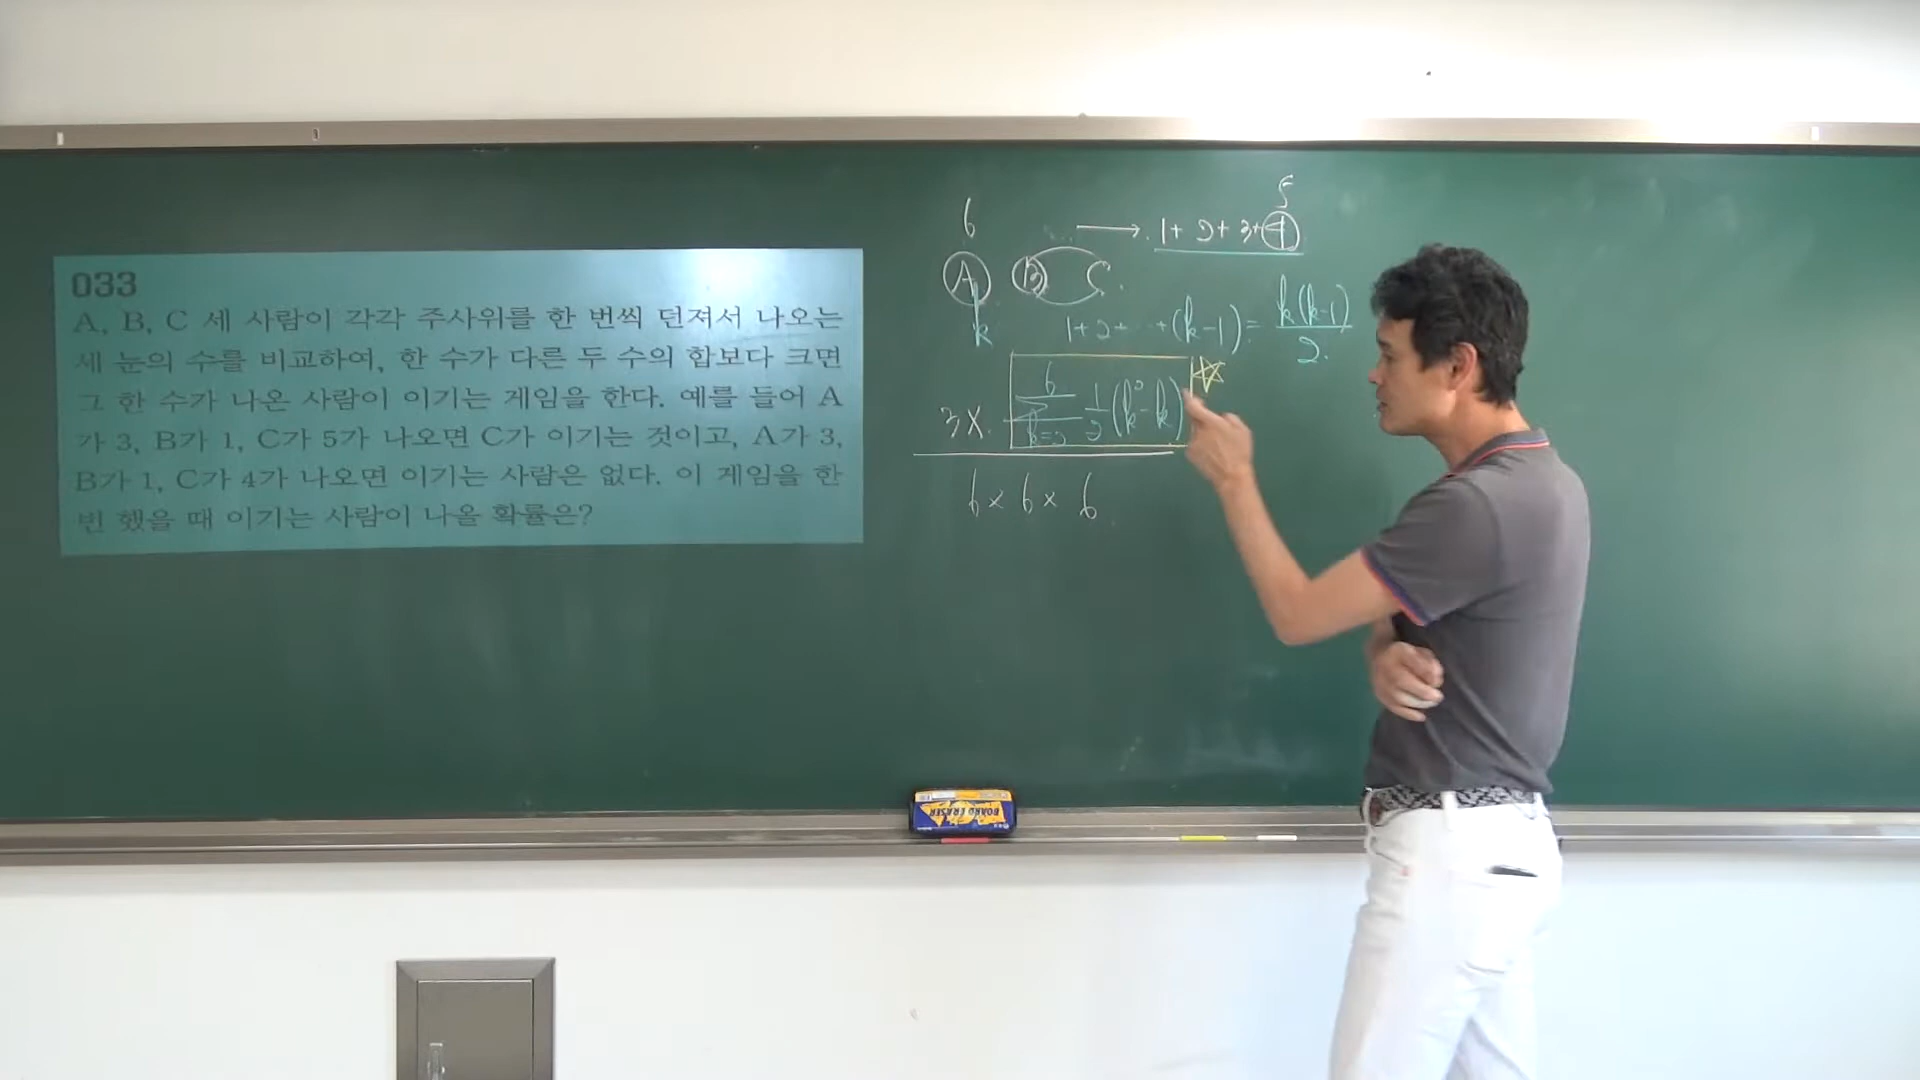 033
A, B, C 세 사람이 각각 주사위를 한 번씩 던져서 나오는
세 눈의 수를 비교하여, 한 수가 다른 두 수의 합보다 크면
그 한 수가 나온 사람이 이기는 게임을 한다. 예를 들어 A
가 3, B가 1, C가 5가 나오면 C가 이기는 것이고, A가 3,
B가 1, C가 4가 나오면 이기는 사람은 없다. 이 게임을 한
번 했을 때 이기는 사람이 나올 확률은?
5
6 → 1+2+3+4
A B C
k 1+2+…+(k-1)= k(k-1)/2
3× 6 Σ k=2 1/2(k²-k)
6×6×6
BOARD ERASER